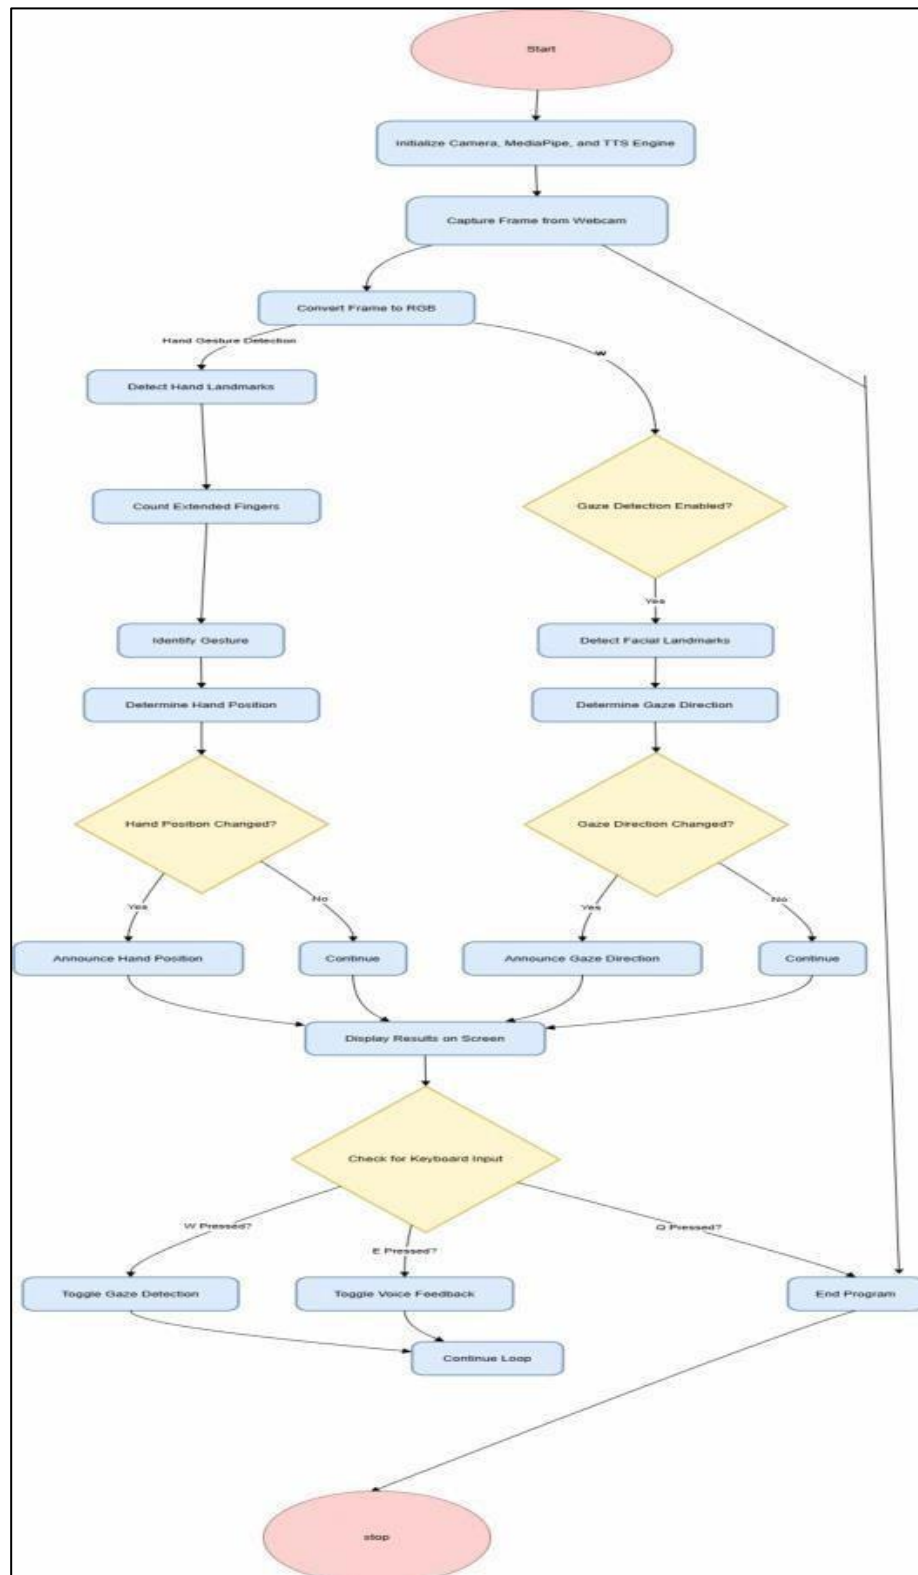 Start
Initialize Camera, MediaPipe, and TTS Engine
Capture Frame from Webcam
Convert Frame to RGB
Hand Gesture Detection
W
Detect Hand Landmarks
Count Extended Fingers
Gaze Detection Enabled?
Yes
Identify Gesture
Detect Facial Landmarks
Determine Hand Position
Determine Gaze Direction
Hand Position Changed?
Gaze Direction Changed?
Yes
No
Yes
No
Announce Hand Position
Continue
Announce Gaze Direction
Continue
Display Results on Screen
Check for Keyboard Input
W Pressed?
E Pressed?
Q Pressed?
Toggle Gaze Detection
Toggle Voice Feedback
End Program
Continue Loop
stop